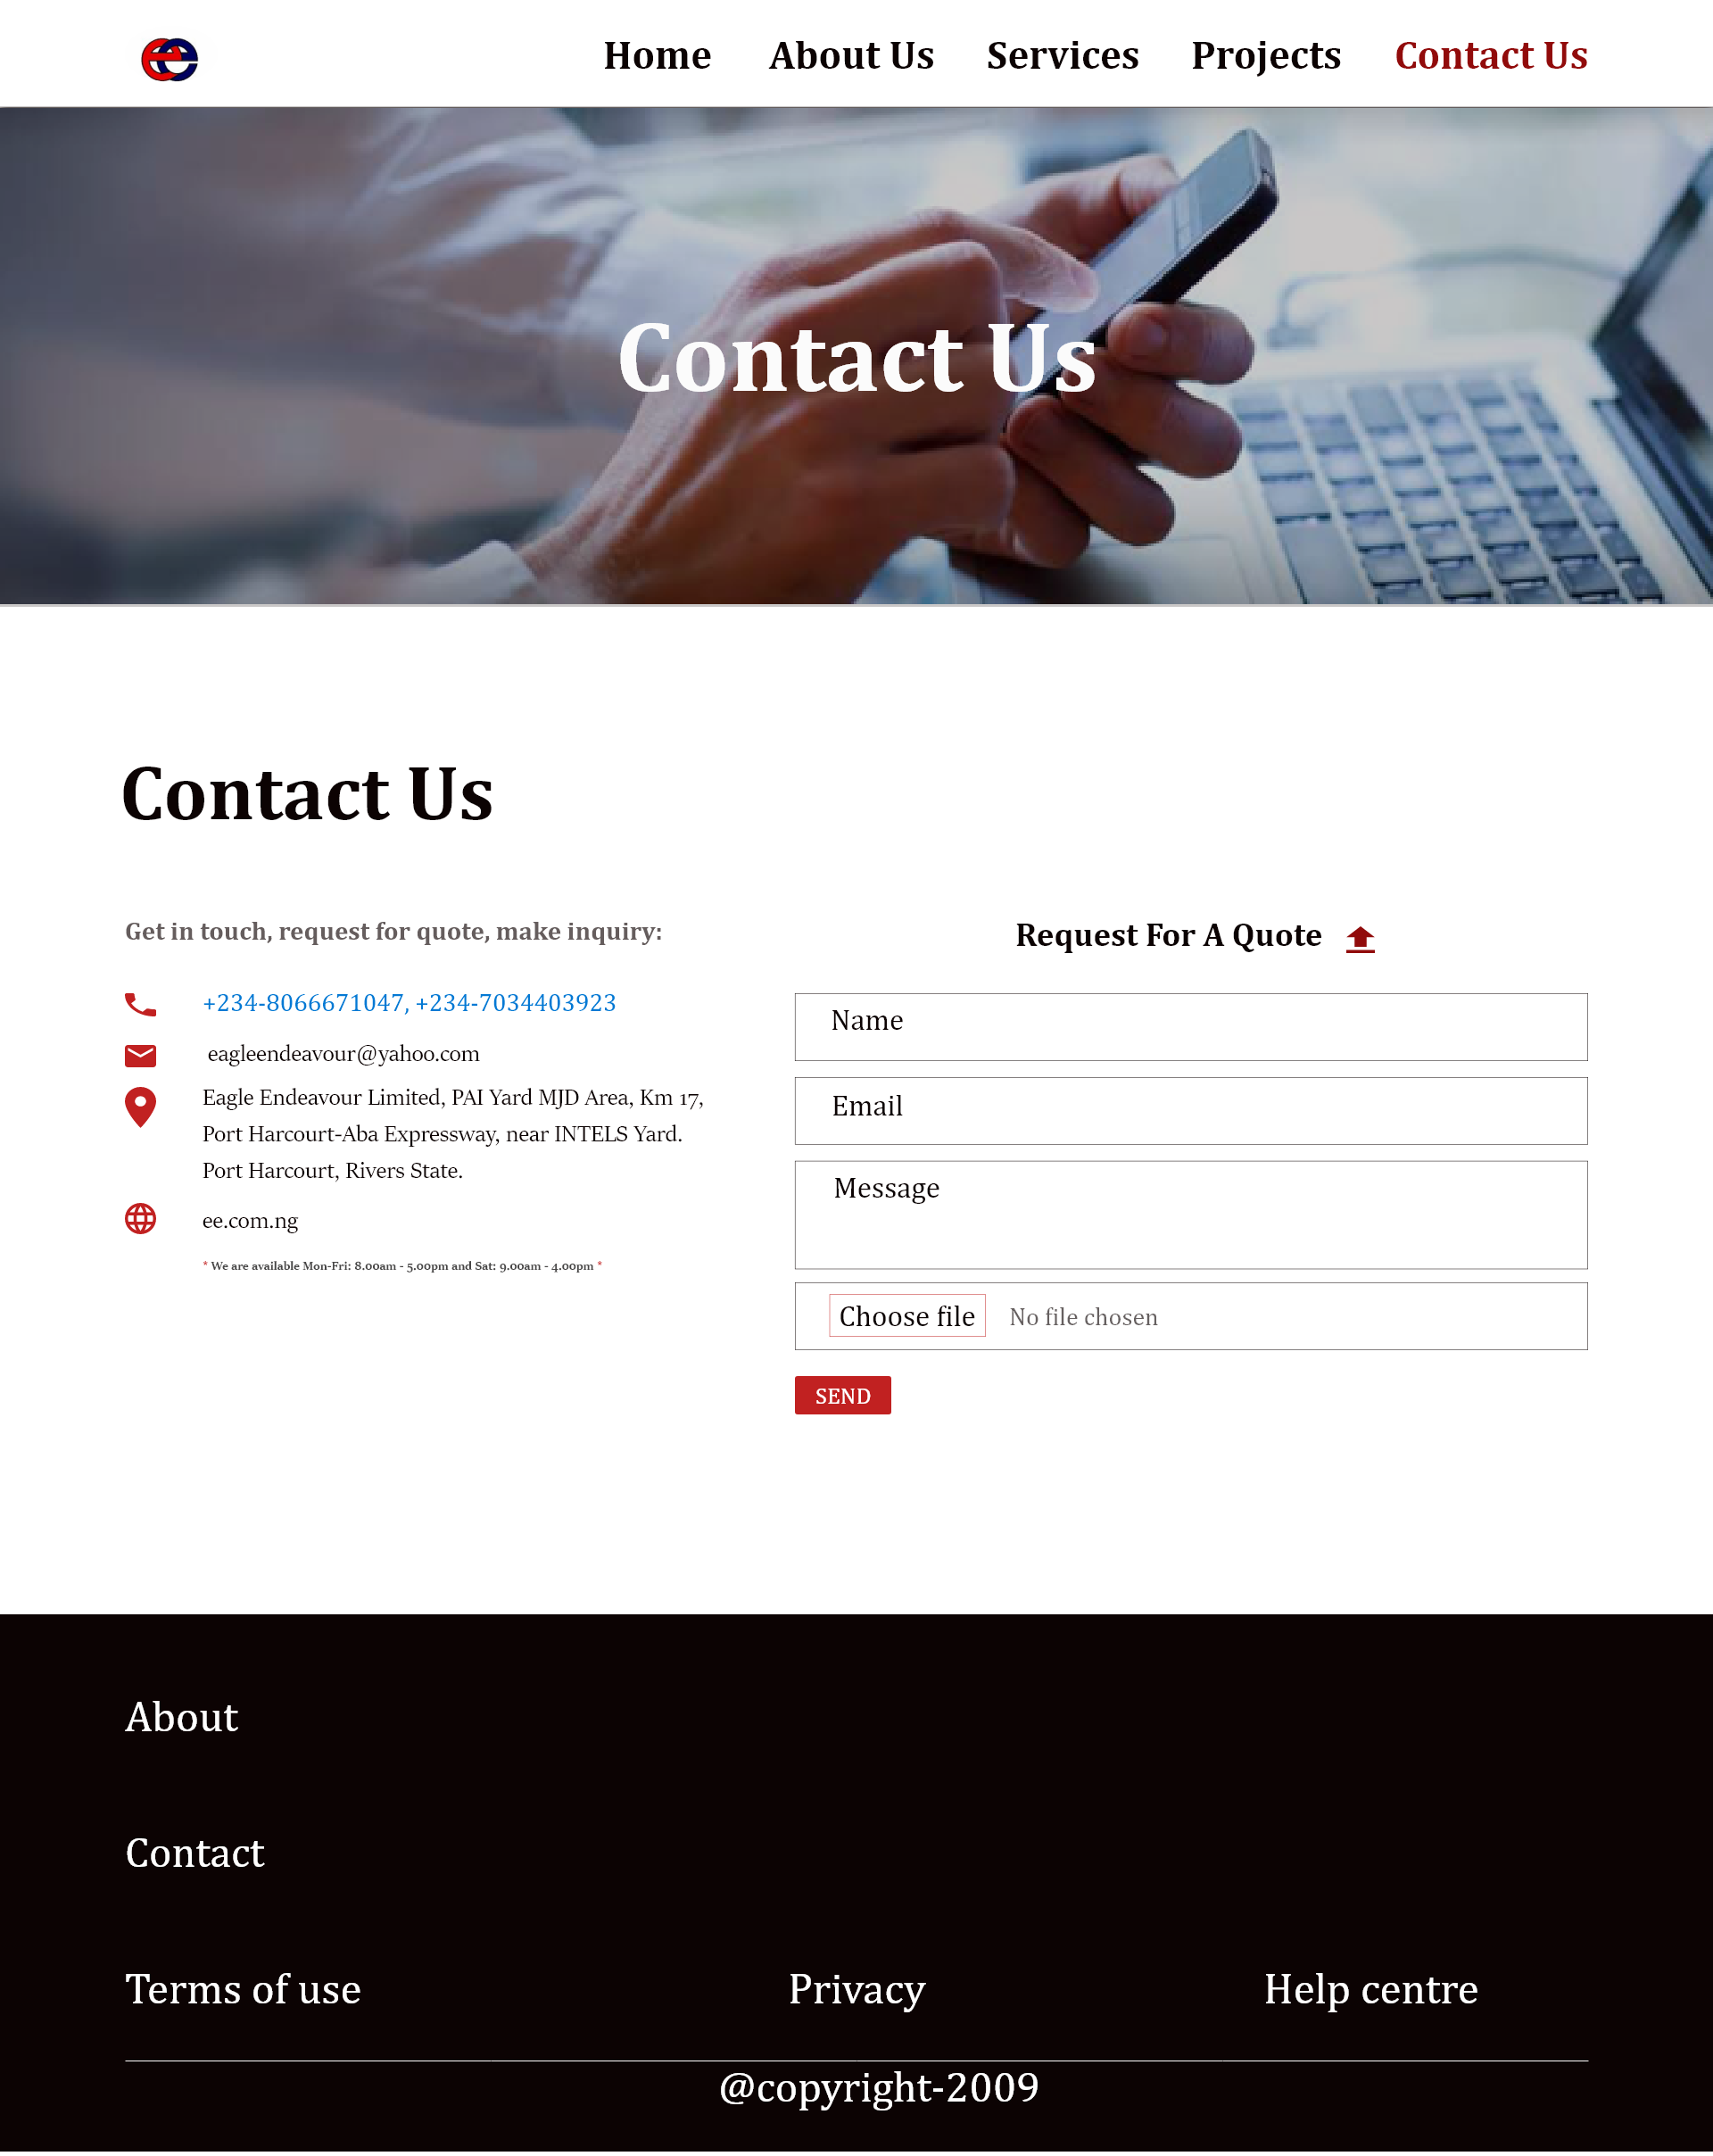 ee
Home About Us Services Projects Contact Us
Contact Us
Contact Us
Get in touch, request for quote, make inquiry:
+234-8066671047, +234-7034403923
eagleendeavour@yahoo.com
Eagle Endeavour Limited, PAI Yard MJD Area, Km 17,
Port Harcourt-Aba Expressway, near INTELS Yard.
Port Harcourt, Rivers State.
ee.com.ng
* We are available Mon-Fri: 8.00am - 5.00pm and Sat: 9.00am - 4.00pm *
Request For A Quote
Name
Email
Message
Choose file No file chosen
SEND
About
Contact
Terms of use Privacy Help centre
@copyright-2009